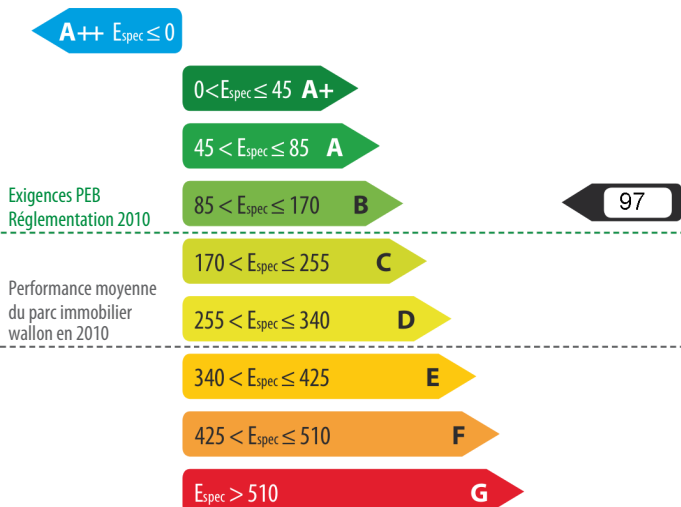 A++ Espec ≤ 0
0<Espec ≤ 45 A+
45 < Espec ≤ 85 A
Exigences PEB
Réglementation 2010
85 < Espec ≤ 170 B
97
170 < Espec ≤ 255 C
Performance moyenne
du parc immobilier
wallon en 2010
255 < Espec ≤ 340 D
340 < Espec ≤ 425 E
425 < Espec ≤ 510 F
Espec > 510 G